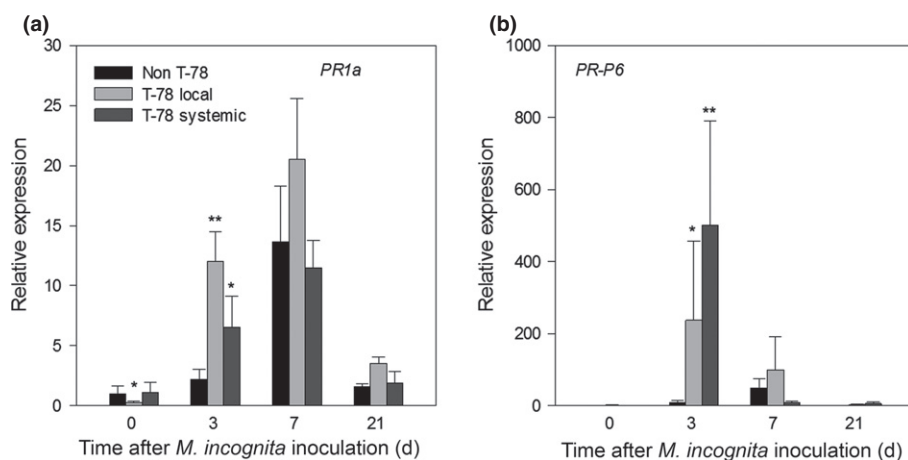 (a)
30
25
20
15
10
5
0
Relative expression
Non T-78
T-78 local
T-78 systemic
PR1a
*
**
*
0 3 7 21
Time after M. incognita inoculation (d)
(b)
1000
800
600
400
200
0
Relative expression
PR-P6
*
**
0 3 7 21
Time after M. incognita inoculation (d)